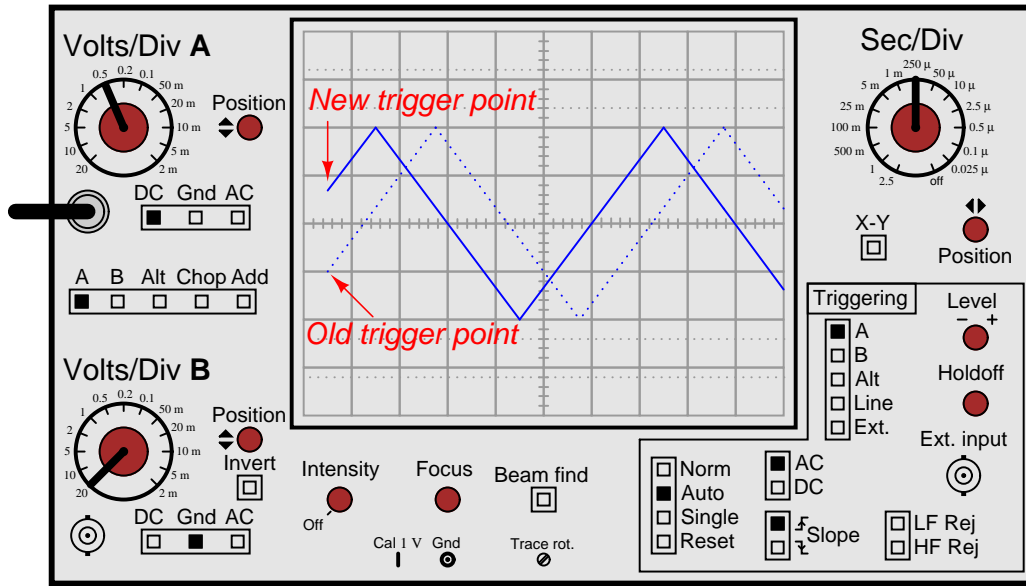 Volts/Div A
0.5 0.2 0.1
1 50 m
2 20 m
5 10 m
10 5 m
20 2 m
Position
DC Gnd AC
A B Alt Chop Add
Volts/Div B
0.5 0.2 0.1
1 50 m
2 20 m
5 10 m
10 5 m
20 2 m
Position
Invert
DC Gnd AC
New trigger point
Old trigger point
Intensity
Off
Focus
Beam find
Cal 1 V Gnd
Trace rot.
Sec/Div
250 µ
1 m 50 µ
5 m 10 µ
25 m 2.5 µ
100 m 0.5 µ
500 m 0.1 µ
1 0.025 µ
2.5 off
X-Y
Position
Triggering
A
B
Alt
Line
Ext.
Level
− +
Holdoff
Ext. input
Norm
Auto
Single
Reset
AC
DC
Slope
LF Rej
HF Rej